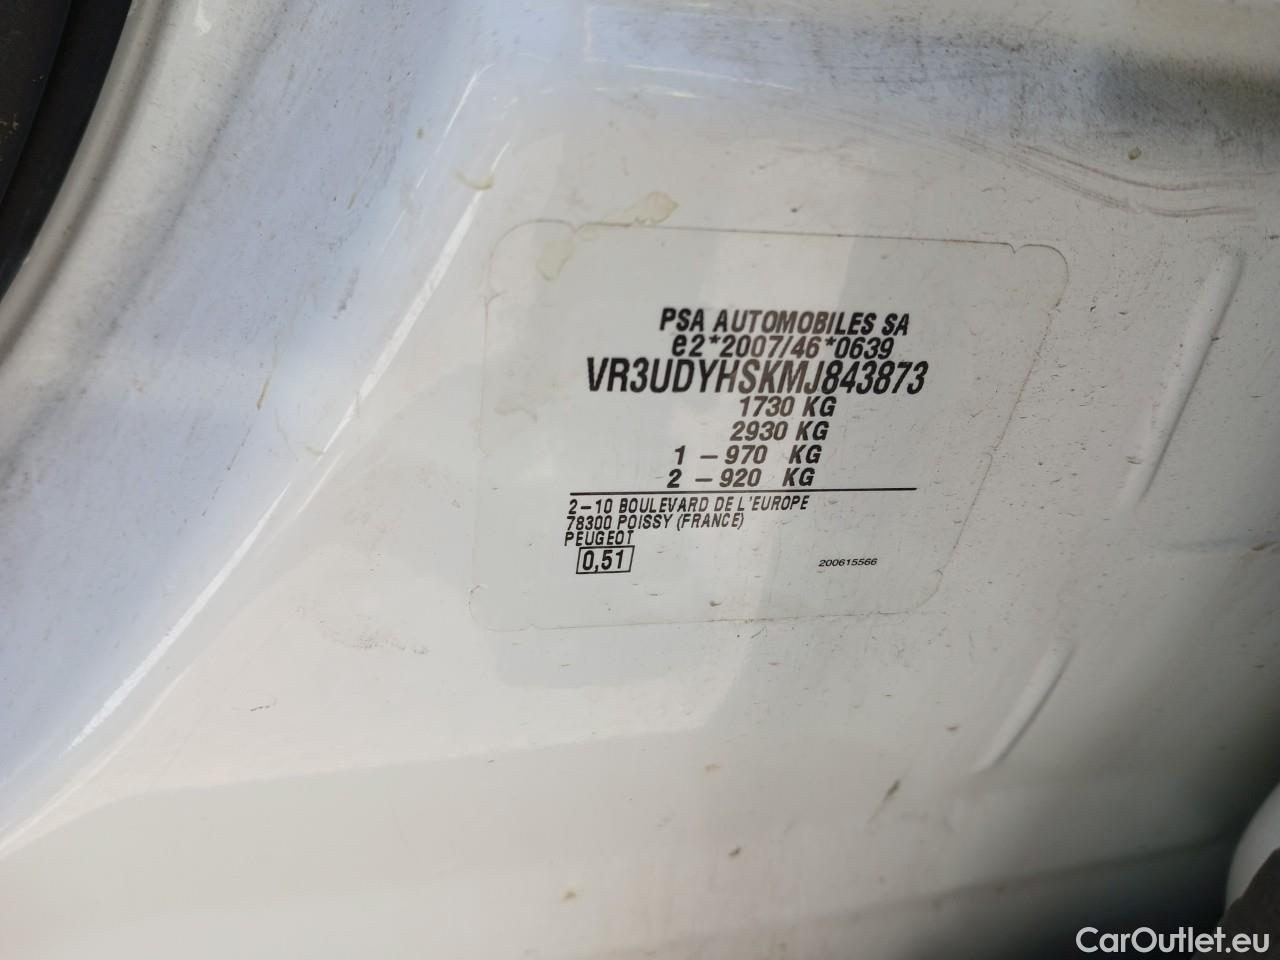 PSA AUTOMOBILES SA
e2*2007/46*0639
VR3UDYHSKMJ843873
1730 KG
2930 KG
1 - 970 KG
2 - 920 KG
2-10 BOULEVARD DE L'EUROPE
78300 POISSY (FRANCE)
PEUGEOT
0,51
200615566
CarOutlet.eu